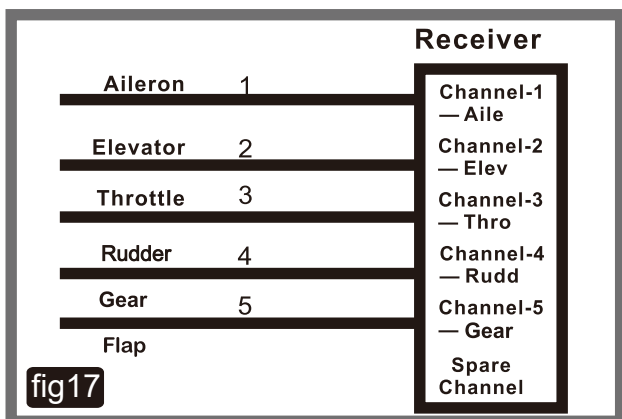 Receiver
Aileron 1
Channel-1
— Aile
Elevator 2
Channel-2
— Elev
Throttle 3
Channel-3
— Thro
Rudder 4
Channel-4
— Rudd
Gear 5
Channel-5
— Gear
Flap
Spare
Channel
fig17